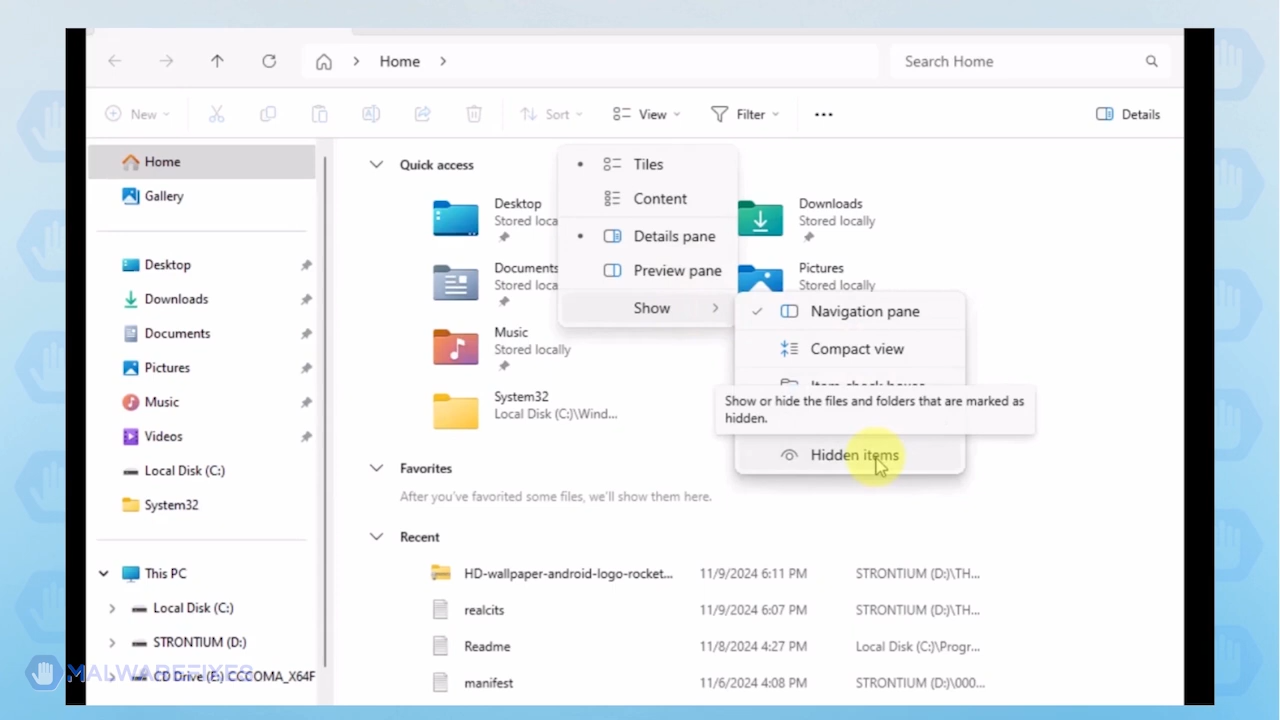 Home
Search Home
New
Sort
View
Filter
Details
Home
Gallery
Desktop
Downloads
Documents
Pictures
Music
Videos
Local Disk (C:)
System32
This PC
Local Disk (C:)
STRONTIUM (D:)
CD Drive (E:) CCCOMA_X64F
MALWAREFIXES
Quick access
Desktop
Stored loca
Documents
Music
Stored locally
System32
Local Disk (C:)\Wind...
Downloads
Stored locally
Pictures
Stored locally
Tiles
Content
Details pane
Preview pane
Show
Navigation pane
Compact view
Item check boxes
Show or hide the files and folders that are marked as
hidden.
Hidden items
Favorites
After you've favorited some files, we'll show them here.
Recent
HD-wallpaper-android-logo-rocket... 11/9/2024 6:11 PM STRONTIUM (D:)\TH...
realcits 11/9/2024 6:07 PM STRONTIUM (D:)\TH...
Readme 11/8/2024 4:27 PM Local Disk (C:)\Progr...
manifest 11/6/2024 4:08 PM STRONTIUM (D:)\000...